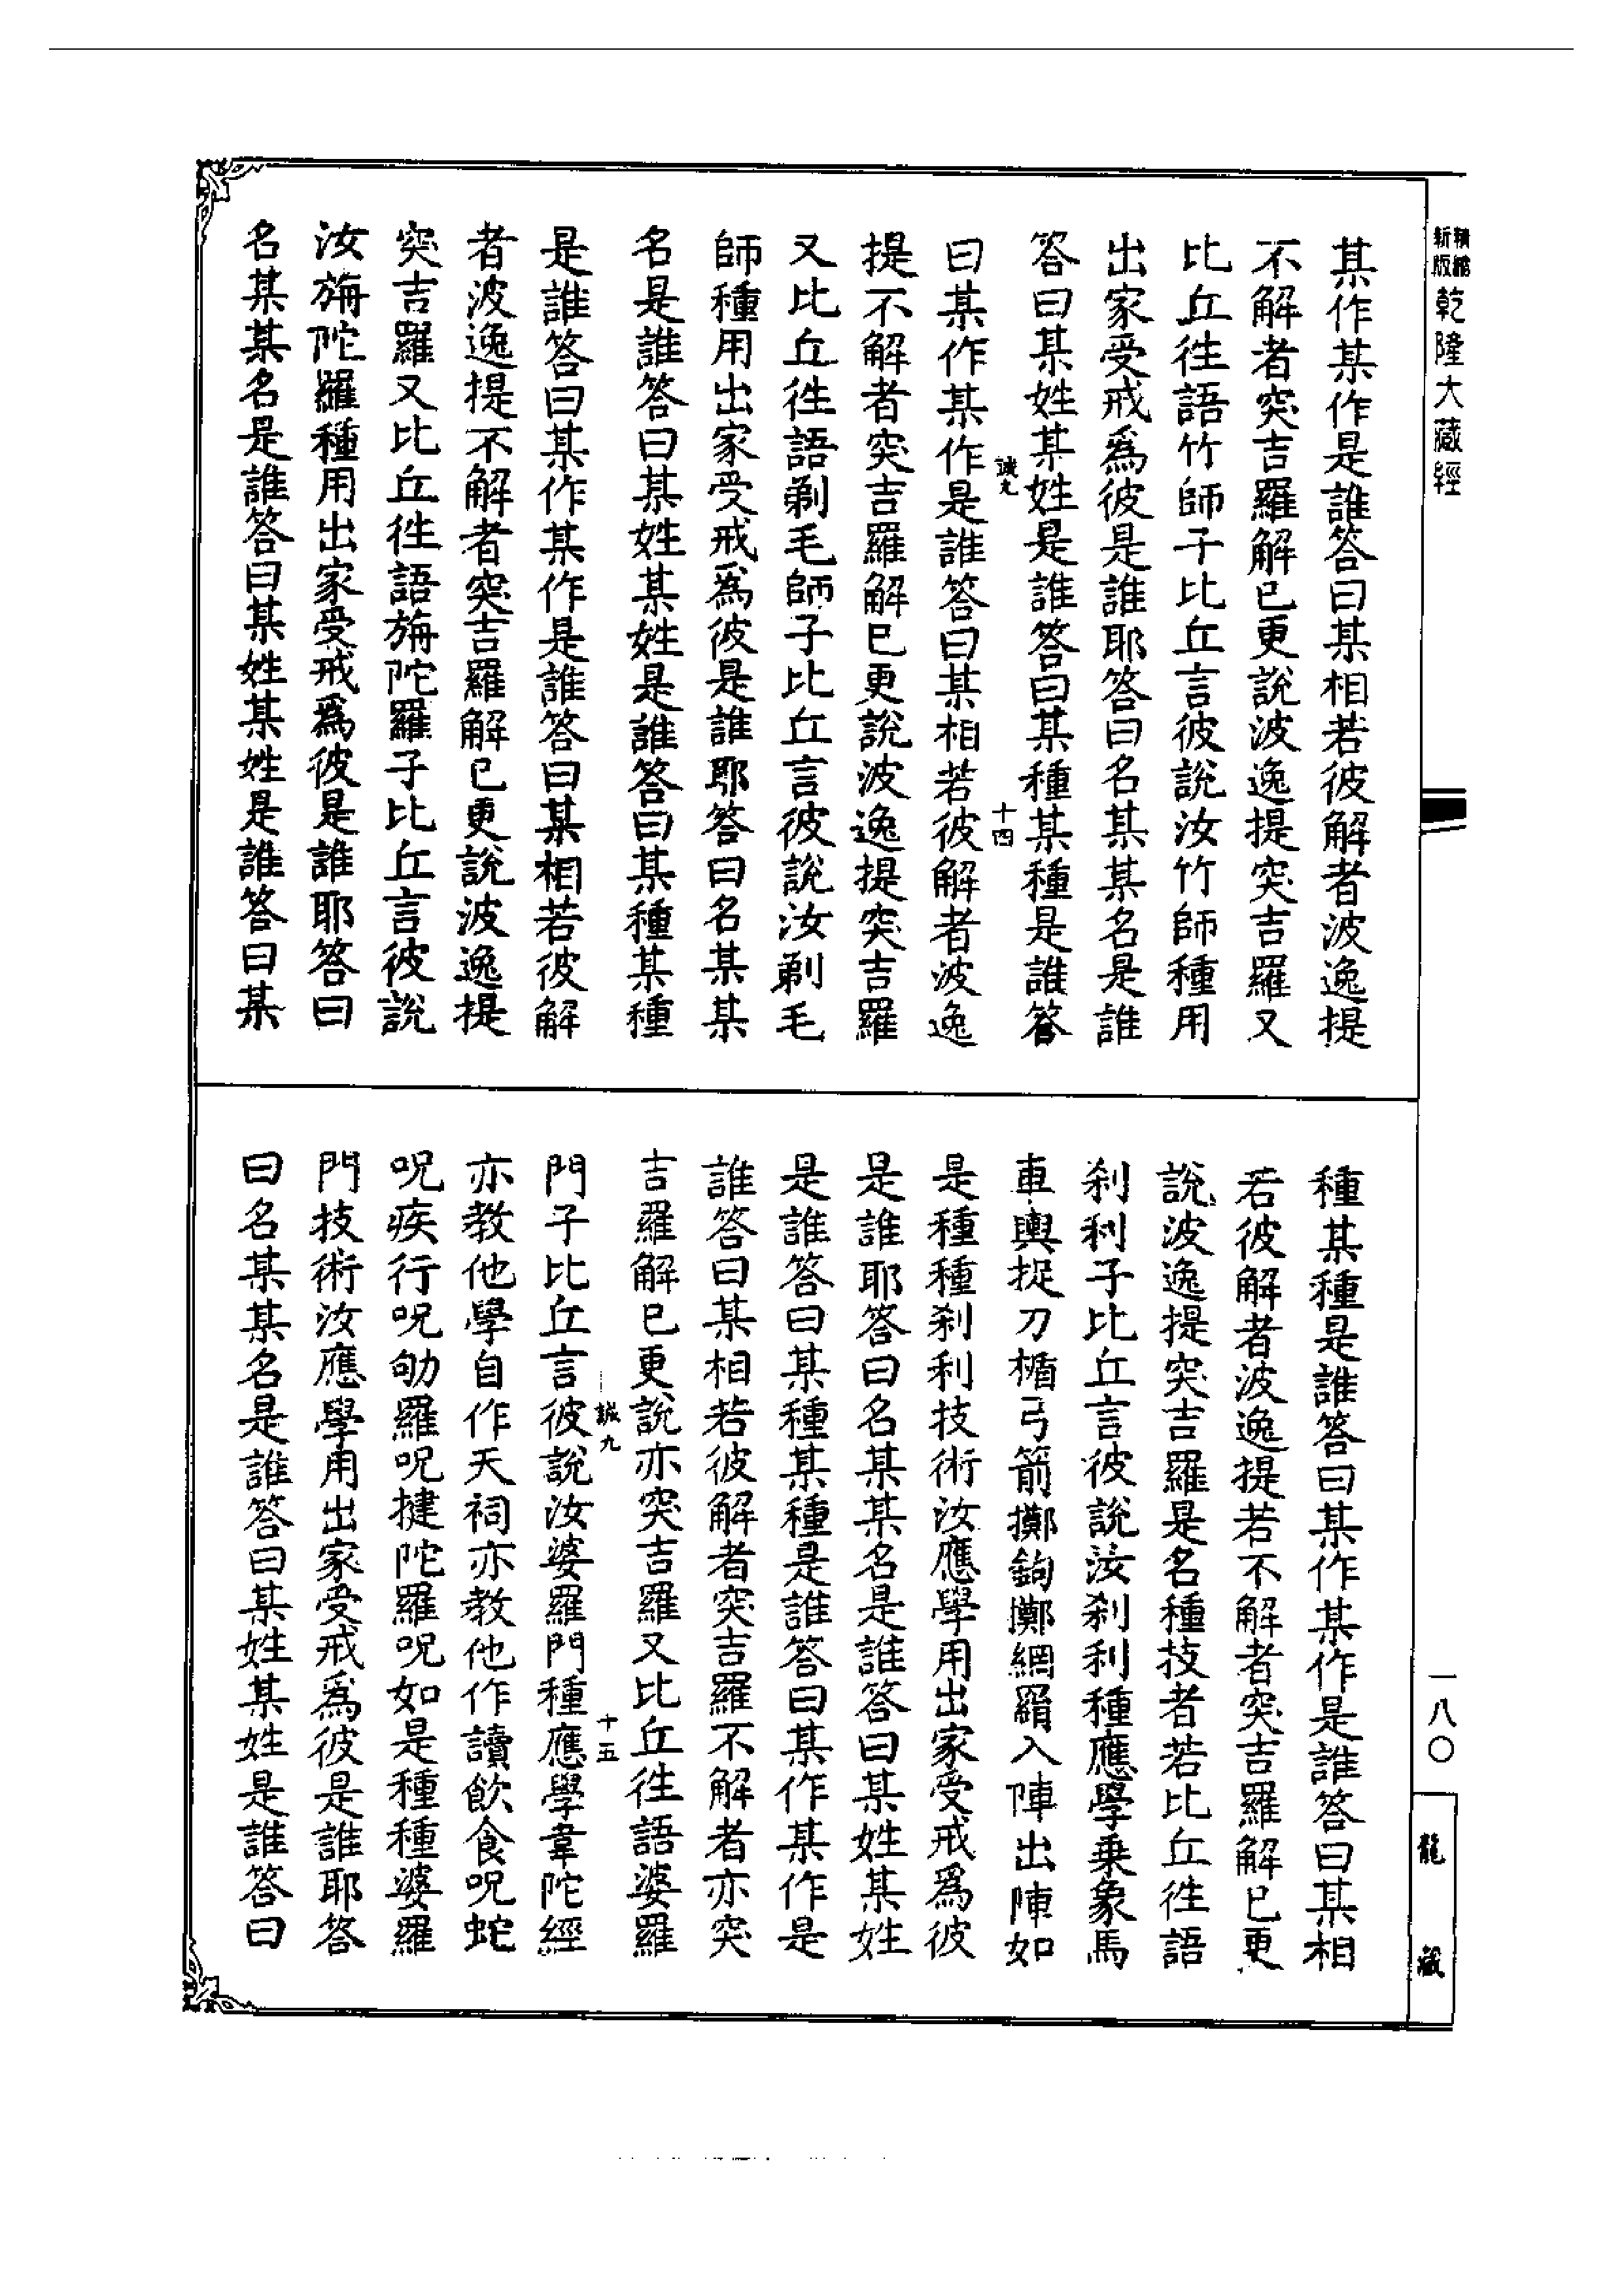 精縮新版乾隆大藏經
某作某作是誰答曰某相若彼解者波逸提
不解者突吉羅解已更說波逸提突吉羅又
比丘徃語竹師子比丘言彼說汝竹師種用
出家受戒爲彼是誰耶答曰名某某名是誰
答曰某姓某姓是誰答曰某種某種是誰答
誠九
十四
曰某作某作是誰答曰某相若彼解者波逸
提不解者突吉羅解已更說波逸提突吉羅
又比丘徃語剃毛師子比丘言彼說汝剃毛
師種用出家受戒爲彼是誰耶答曰名某某
名是誰答曰某姓某姓是誰答曰某種某種
是誰答曰某作某作是誰答曰某相若彼解
者波逸提不解者突吉羅解已更說波逸提
突吉羅又比丘徃語旃陀羅子比丘言彼說
汝旃陀羅種用出家受戒爲彼是誰耶答曰
名某某名是誰答曰某姓某姓是誰答曰某
種某種是誰答曰某作某作是誰答曰某相
若彼解者波逸提若不解者突吉羅解已更
說波逸提突吉羅是名種技者若比丘徃語
刹利子比丘言彼說汝刹利種應學乗象馬
車輿捉刀楯弓箭擲鉤擲網羂入陣出陣如
是種種刹利技術汝應學用出家受戒爲彼
是誰耶答曰名某某名是誰答曰某姓某姓
是誰答曰某種某種是誰答曰某作某作是
誰答曰某相若彼解者突吉羅不解者亦突
吉羅解已更說亦突吉羅又比丘徃語婆羅
誠九
十五
門子比丘言彼說汝婆羅門種應學韋陀經
亦教他學自作天祠亦教他作讀飲食呪蛇
呪疾行呪劬羅呪揵陀羅呪如是種種婆羅
門技術汝應學用出家受戒爲彼是誰耶答
曰名某某名是誰答曰某姓某姓是誰答曰
一八〇
龍藏